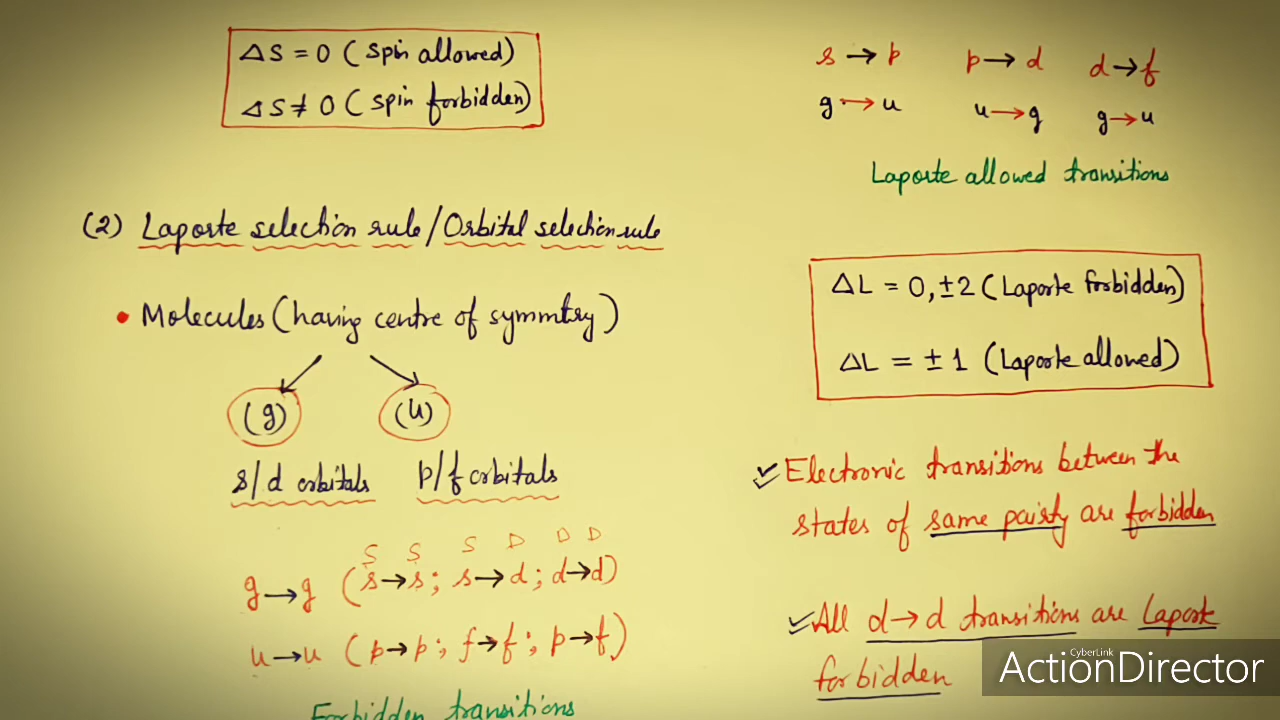 ΔS = 0 (spin allowed)
ΔS ≠ 0 (spin forbidden)
(2) Laporte selection rule/Orbital selection rule
• Molecules (having centre of symmtry)
(g) (u)
s/d orbitals p/f orbitals
S S S D D D
g→g (s→s; s→d; d→d)
u→u (p→p; f→f; p→f)
Forbidden transitions
s→p p→d d→f
g→u u→g g→u
Laporte allowed transitions
ΔL = 0, ±2 (Laporte forbidden)
ΔL = ±1 (Laporte allowed)
✓Electronic transitions between the
states of same parity are forbidden
✓All d→d transitions are Laporte
forbidden
CyberLink
ActionDirector